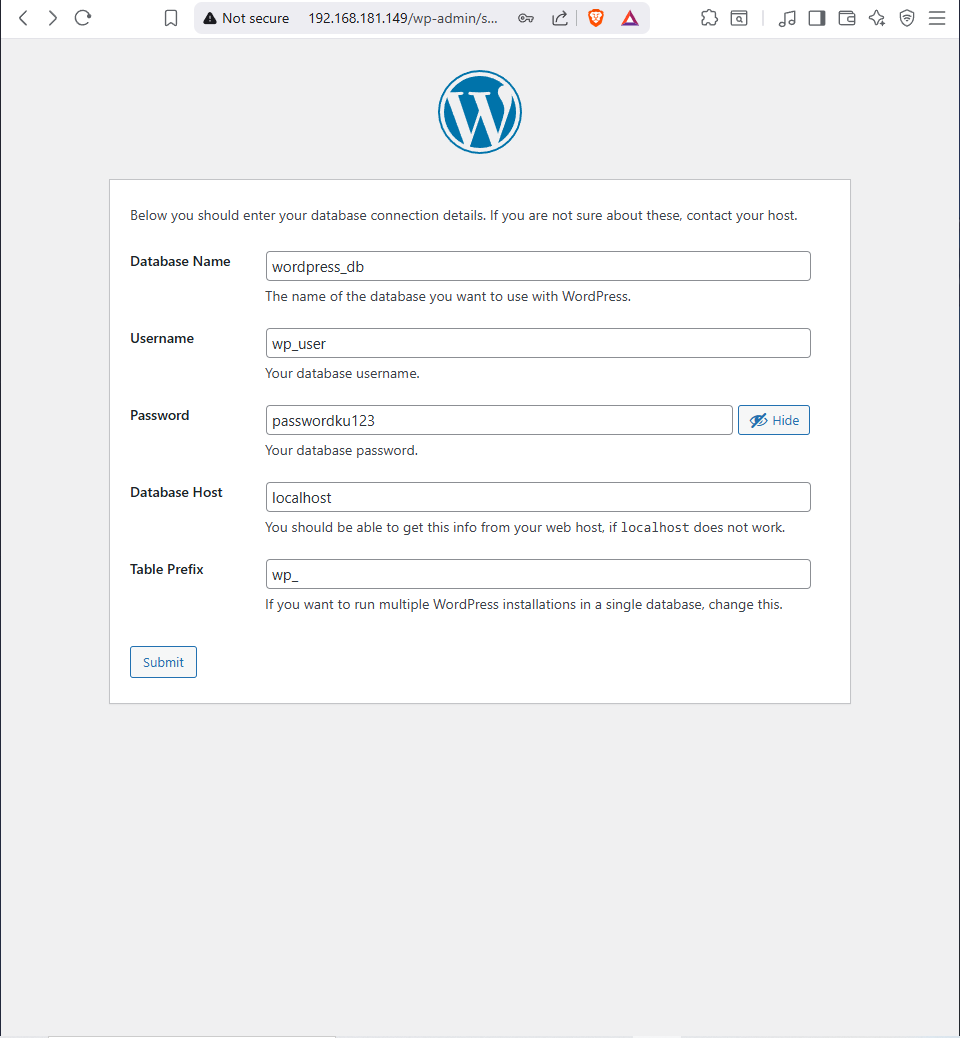 Not secure 192.168.181.149/wp-admin/s...
Below you should enter your database connection details. If you are not sure about these, contact your host.
Database Name
wordpress_db
The name of the database you want to use with WordPress.
Username
wp_user
Your database username.
Password
passwordku123
Hide
Your database password.
Database Host
localhost
You should be able to get this info from your web host, if localhost does not work.
Table Prefix
wp_
If you want to run multiple WordPress installations in a single database, change this.
Submit